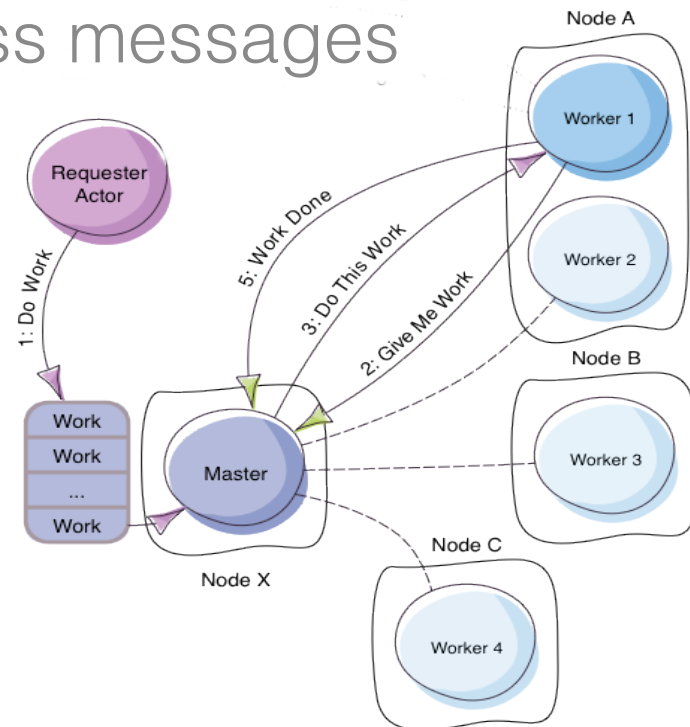 ss messages
Node A
Worker 1
Requester
Actor
Worker 2
1: Do Work
5: Work Done
3: Do This Work
2: Give Me Work
Node B
Work
Work
...
Work
Master
Worker 3
Node X
Node C
Worker 4